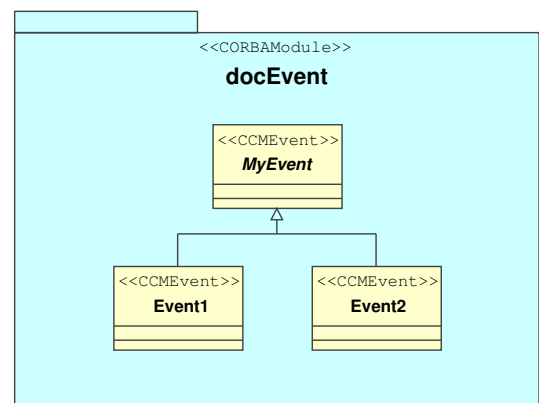 <<CORBAModule>>
docEvent
<<CCMEvent>>
MyEvent
<<CCMEvent>> <<CCMEvent>>
Event1 Event2